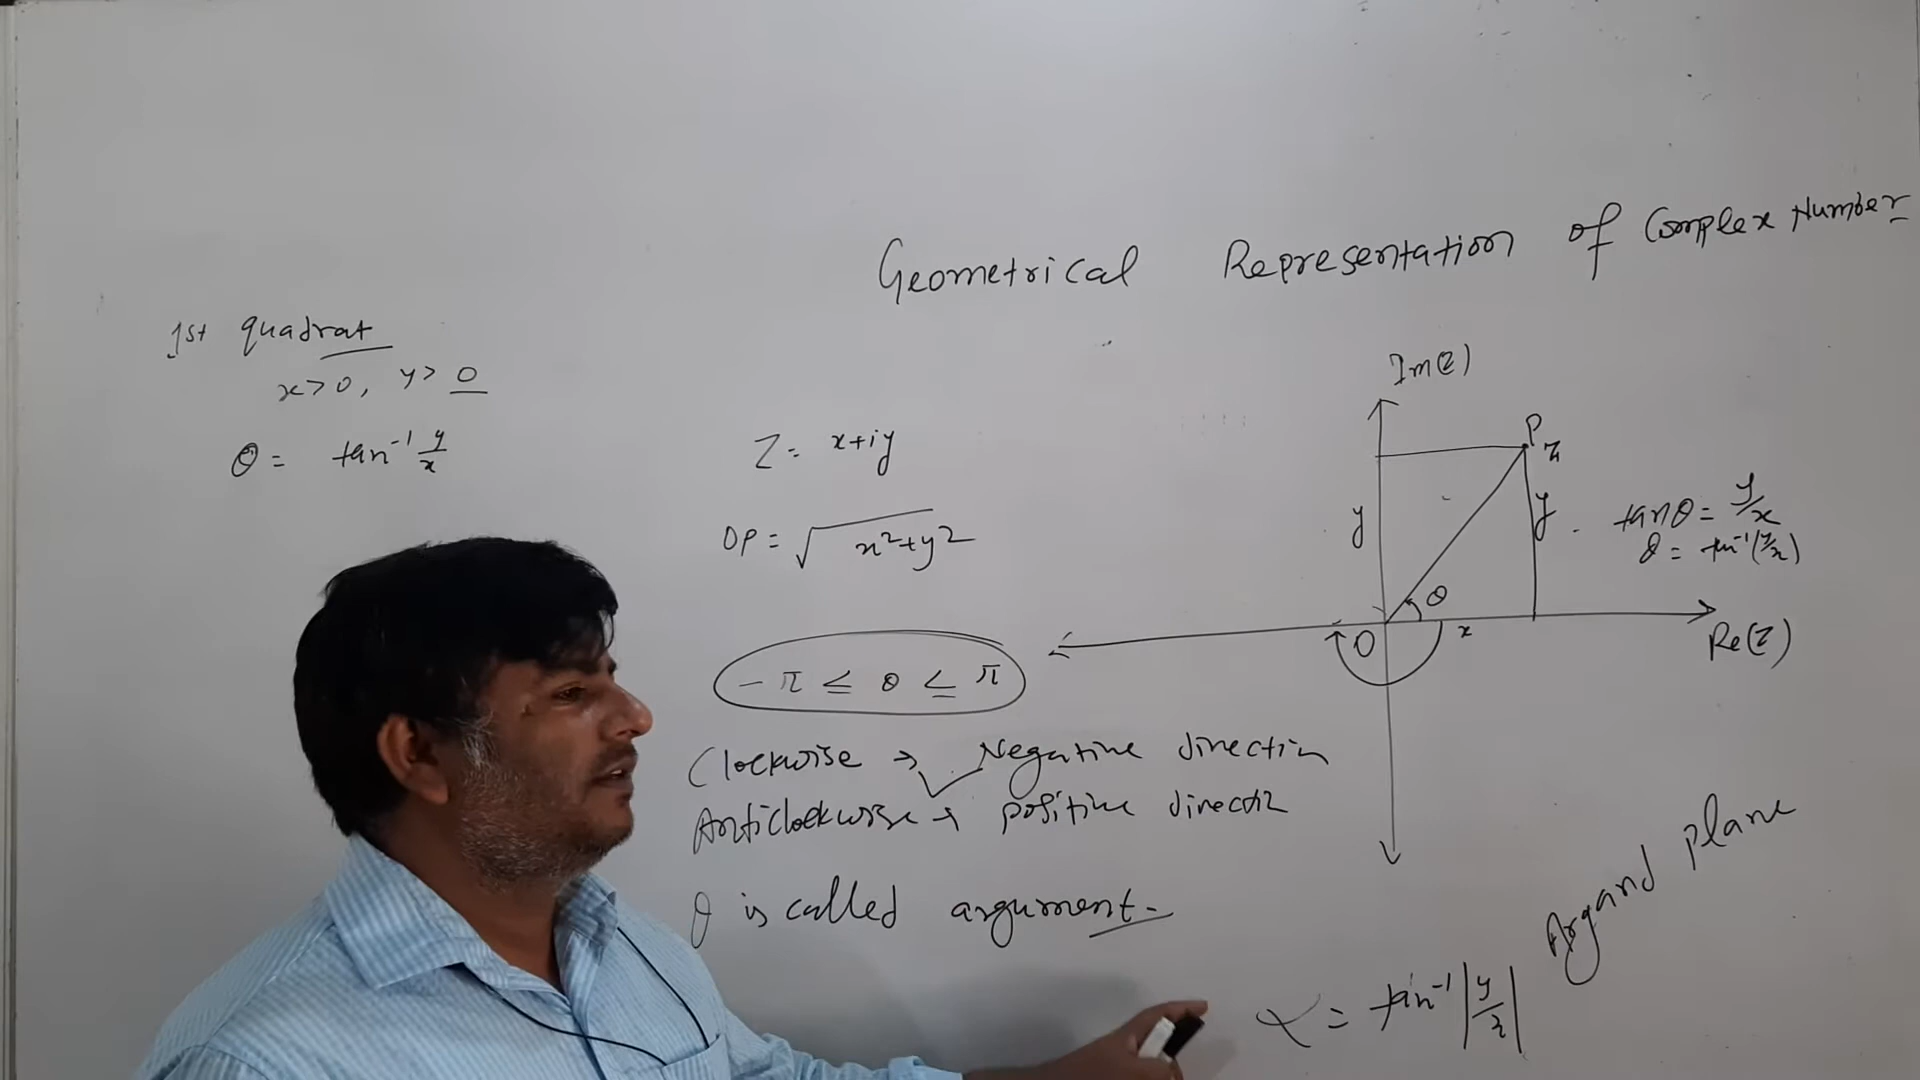 Geometrical Representation of Complex Number
1st quadrat
x>0, y>0
θ = tan⁻¹ y/x
Z = x+iy
OP = √x²+y²
-π ≤ θ ≤ π
Clockwise → Negative direction
Anticlockwise → positive direction
θ is called argument.
Im(z)
P
z
y
y
θ
O
x
Re(z)
tanθ = y/x
θ = tan⁻¹(y/x)
Argand plane
α = tan⁻¹|y/x|